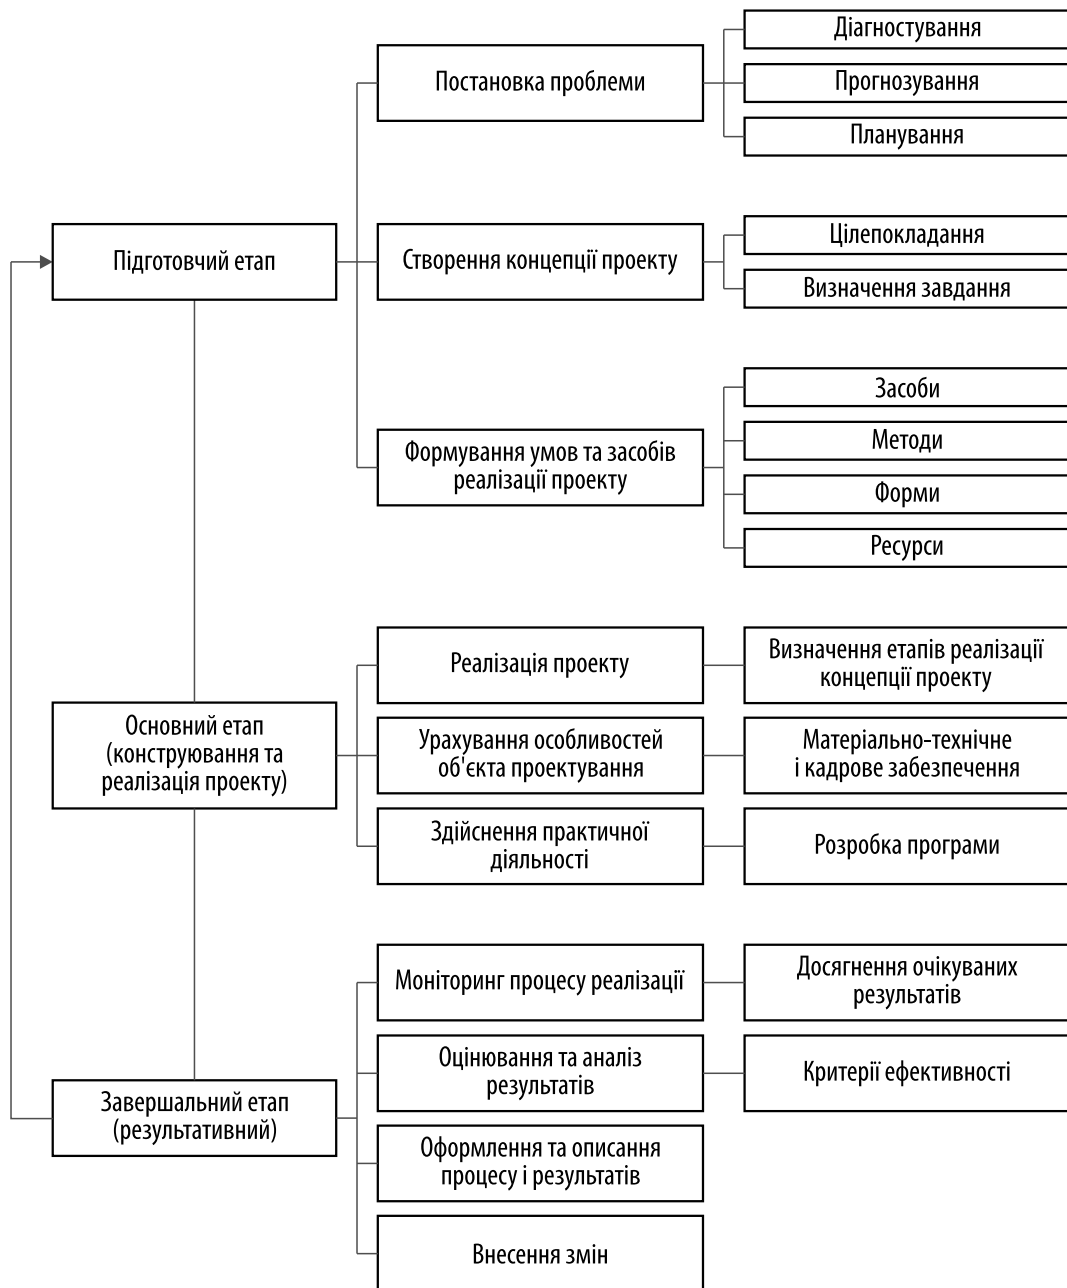 Діагностування
Постановка проблеми
Прогнозування
Планування
Підготовчий етап
Створення концепції проекту
Цілепокладання
Визначення завдання
Формування умов та засобів
реалізації проекту
Засоби
Методи
Форми
Ресурси
Основний етап
(конструювання та
реалізація проекту)
Реалізація проекту
Визначення етапів реалізації
концепції проекту
Урахування особливостей
об'єкта проектування
Матеріально-технічне
і кадрове забезпечення
Здійснення практичної
діяльності
Розробка програми
Завершальний етап
(результативний)
Моніторинг процесу реалізації
Досягнення очікуваних
результатів
Оцінювання та аналіз
результатів
Критерії ефективності
Оформлення та описання
процесу і результатів
Внесення змін